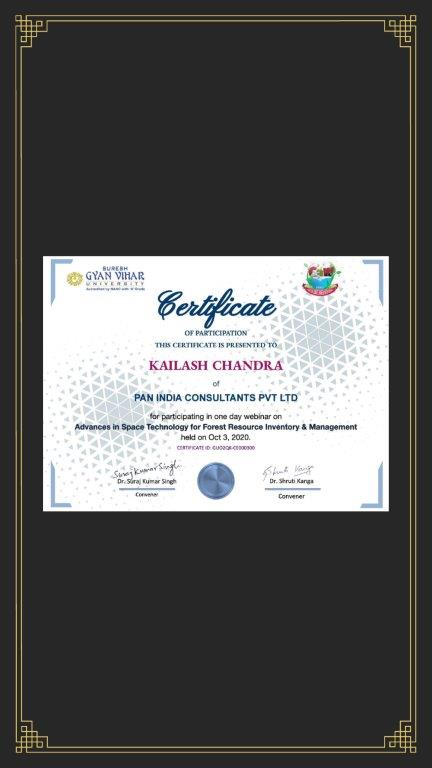 SURESH
GYAN VIHAR
UNIVERSITY
Accredited by NAAC with 'A' Grade
Certificate
OF PARTICIPATION
THIS CERTIFICATE IS PRESENTED TO
KAILASH CHANDRA
of
PAN INDIA CONSULTANTS PVT LTD
for participating in one day webinar on
Advances in Space Technology for Forest Resource Inventory & Management
held on Oct 3, 2020.
CERTIFICATE ID: GUO2Q8-CE000300
Suraj Kumar Singh
Shruti Kanga
Dr. Suraj Kumar Singh
Dr. Shruti Kanga
Convener
Convener